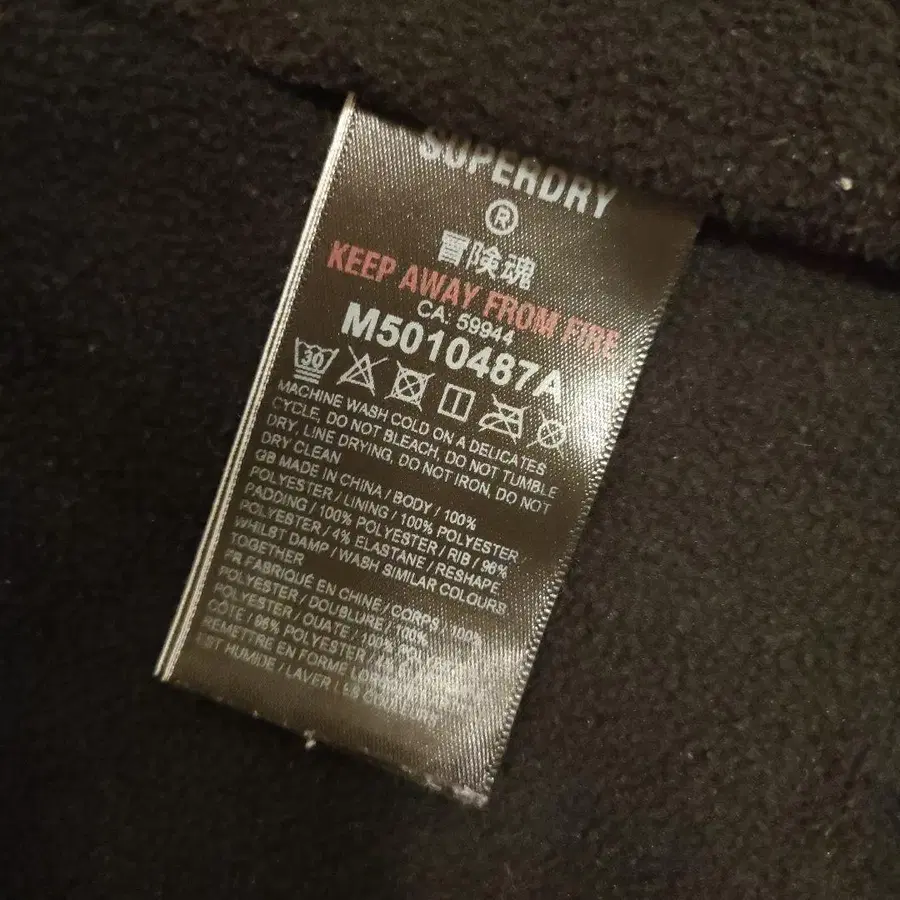 SUPERDRY
®
冒険魂
KEEP AWAY FROM FIRE
CA: 59944
M5010487A
30
MACHINE WASH COLD ON A DELICATES
CYCLE, DO NOT BLEACH, DO NOT TUMBLE
DRY, LINE DRYING, DO NOT IRON, DO NOT
DRY CLEAN
GB MADE IN CHINA / BODY / 100%
POLYESTER / LINING / 100% POLYESTER
PADDING / 100% POLYESTER / RIB / 96%
POLYESTER / 4% ELASTANE / RESHAPE
WHILST DAMP / WASH SIMILAR COLOURS
TOGETHER
FR FABRIQUÉ EN CHINE / CORPS / 100%
POLYESTER / DOUBLURE / 100%
POLYESTER / OUATE / 100%
CÔTE / 96% POLYESTER
REMETTRE EN FORME
EST HUMIDE / LAVER